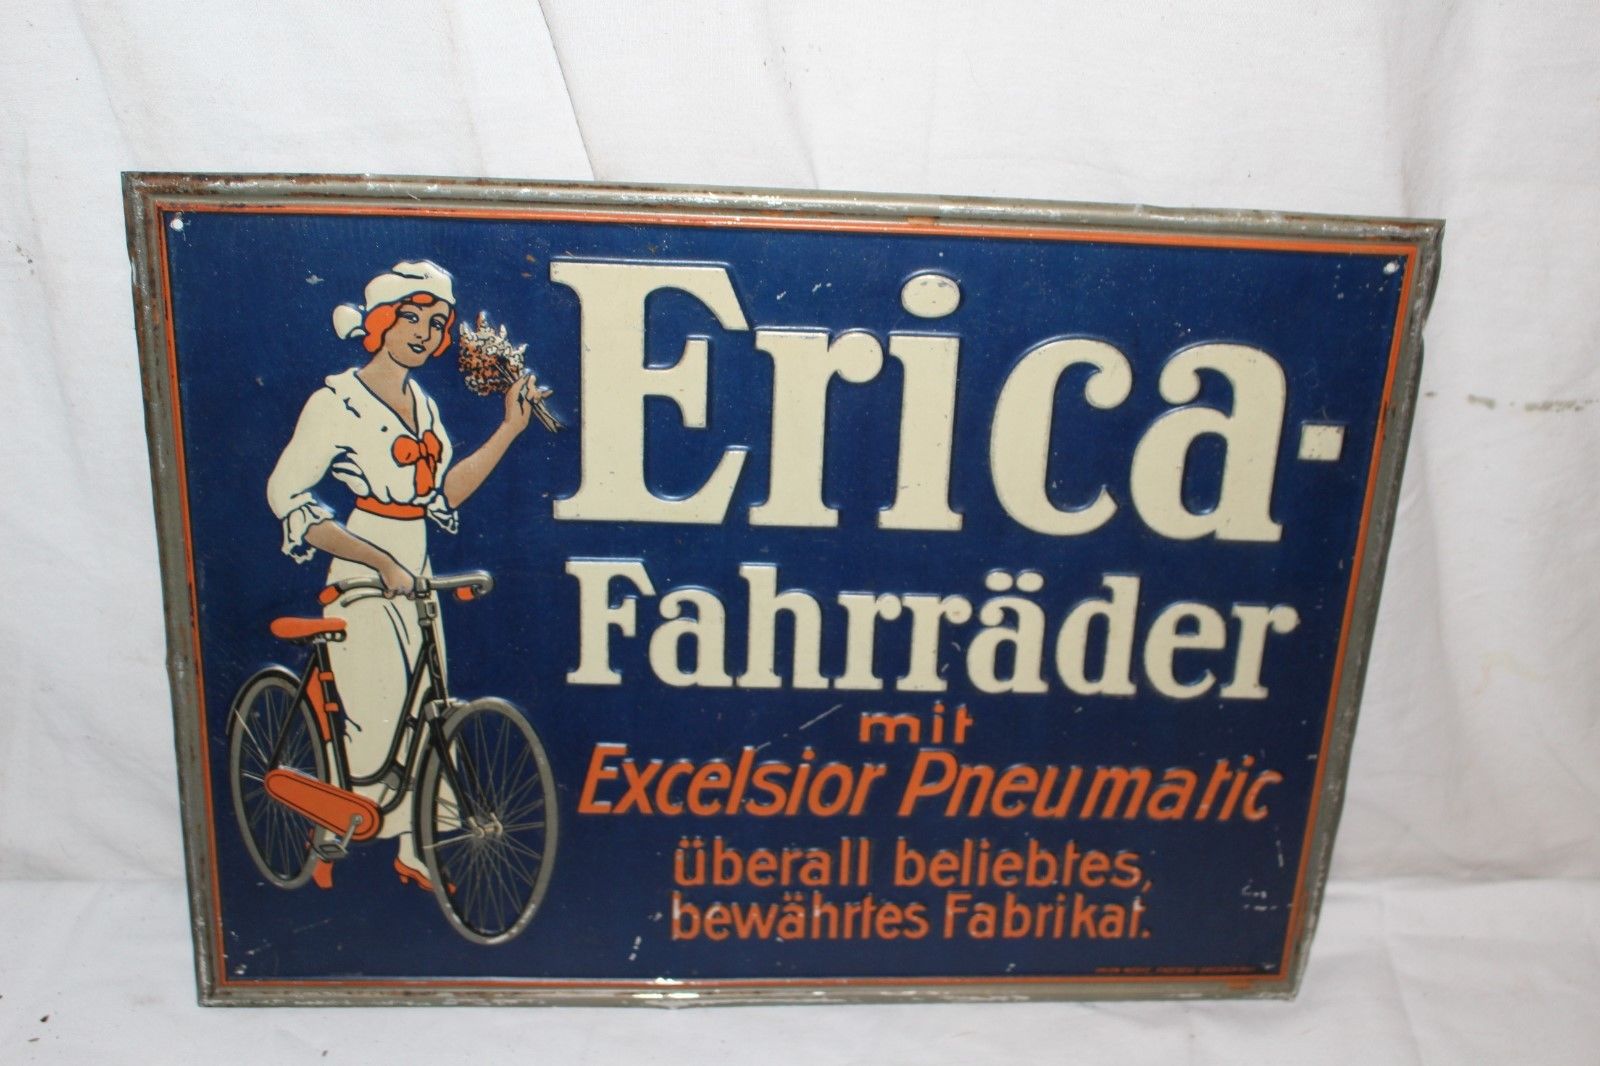 Erica-
Fahrräder
mit
Excelsior Pneumatic
überall beliebtes,
bewährtes Fabrikat.